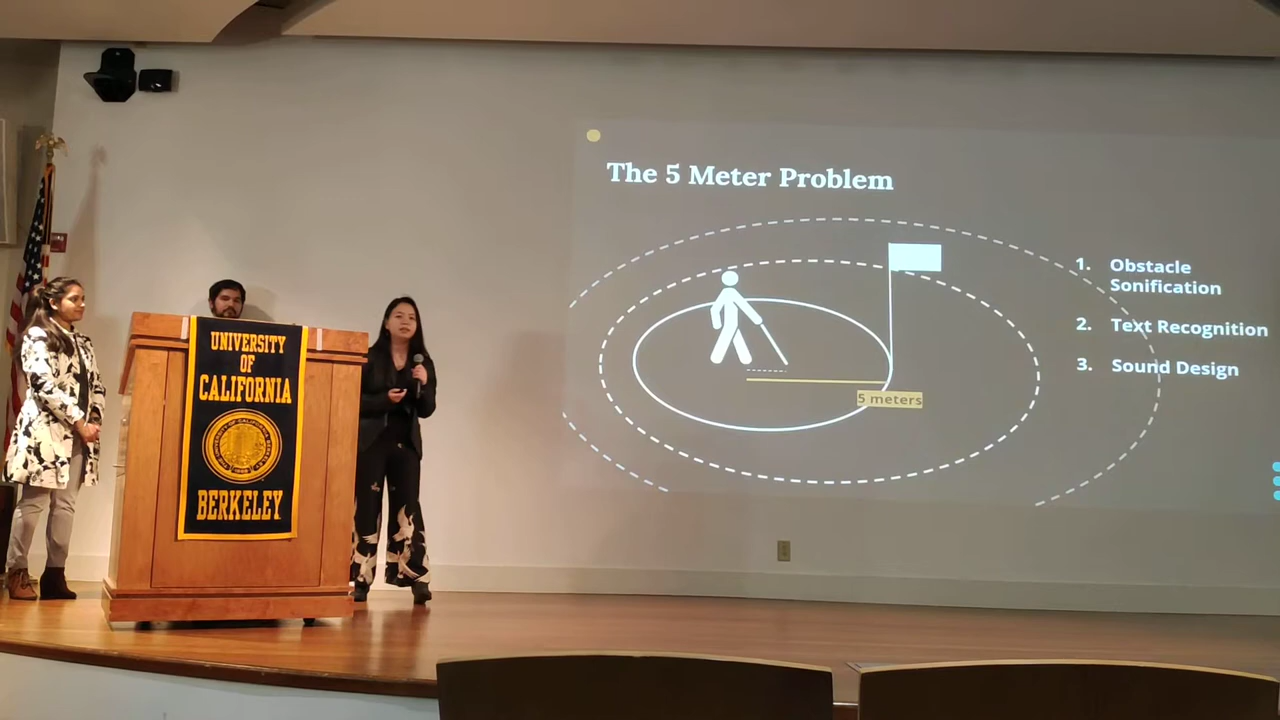 The 5 Meter Problem
1. Obstacle
Sonification
2. Text Recognition
3. Sound Design
5 meters
UNIVERSITY
OF
CALIFORNIA
BERKELEY